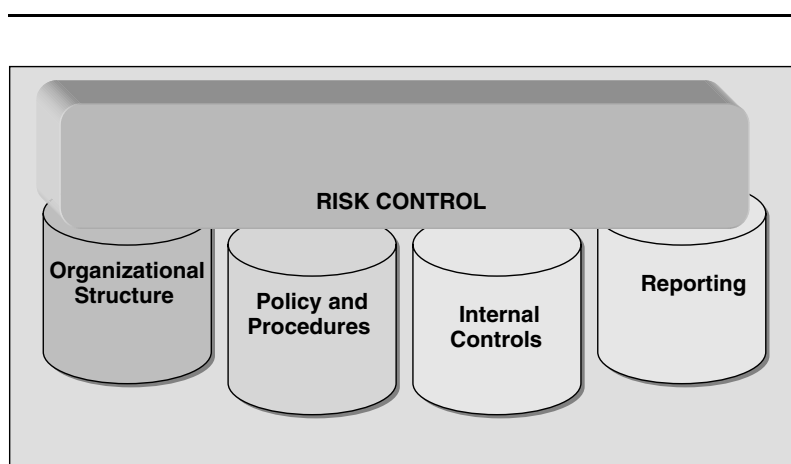 RISK CONTROL
Organizational
Structure
Policy and
Procedures
Internal
Controls
Reporting